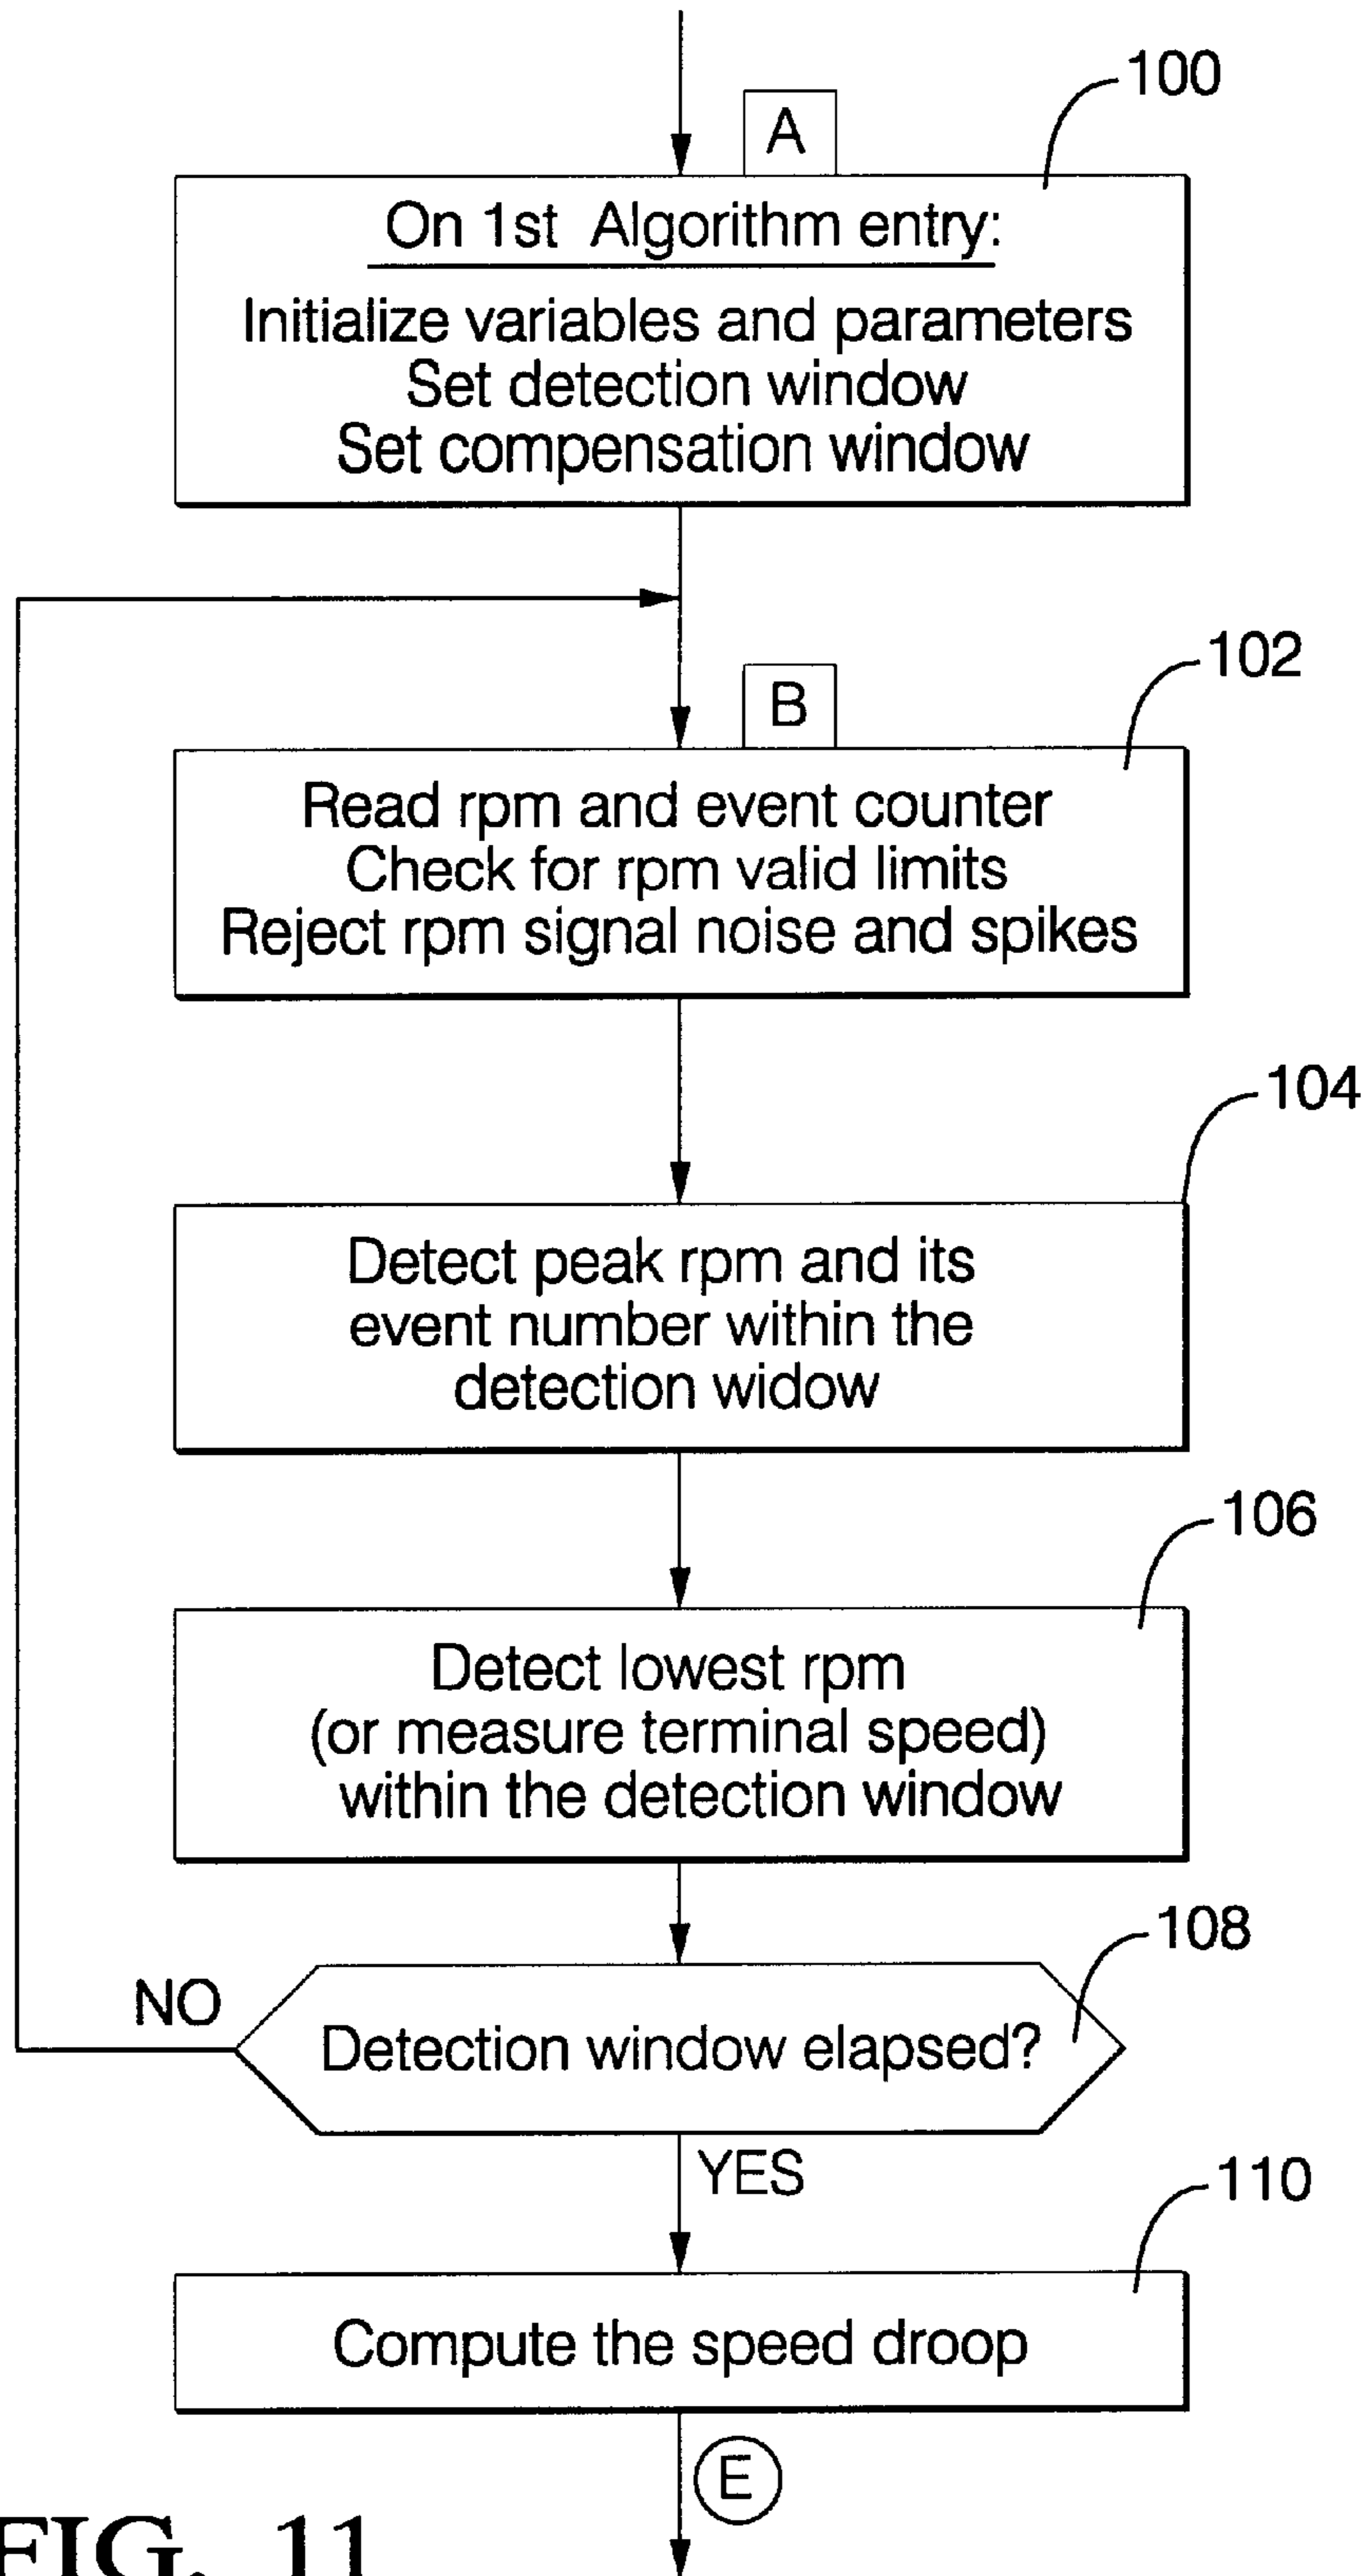 100
A
On 1st Algorithm entry:
Initialize variables and parameters
Set detection window
Set compensation window
102
B
Read rpm and event counter
Check for rpm valid limits
Reject rpm signal noise and spikes
104
Detect peak rpm and its
event number within the
detection widow
106
Detect lowest rpm
(or measure terminal speed)
within the detection window
108
NO
Detection window elapsed?
YES
110
Compute the speed droop
E
FIG. 11